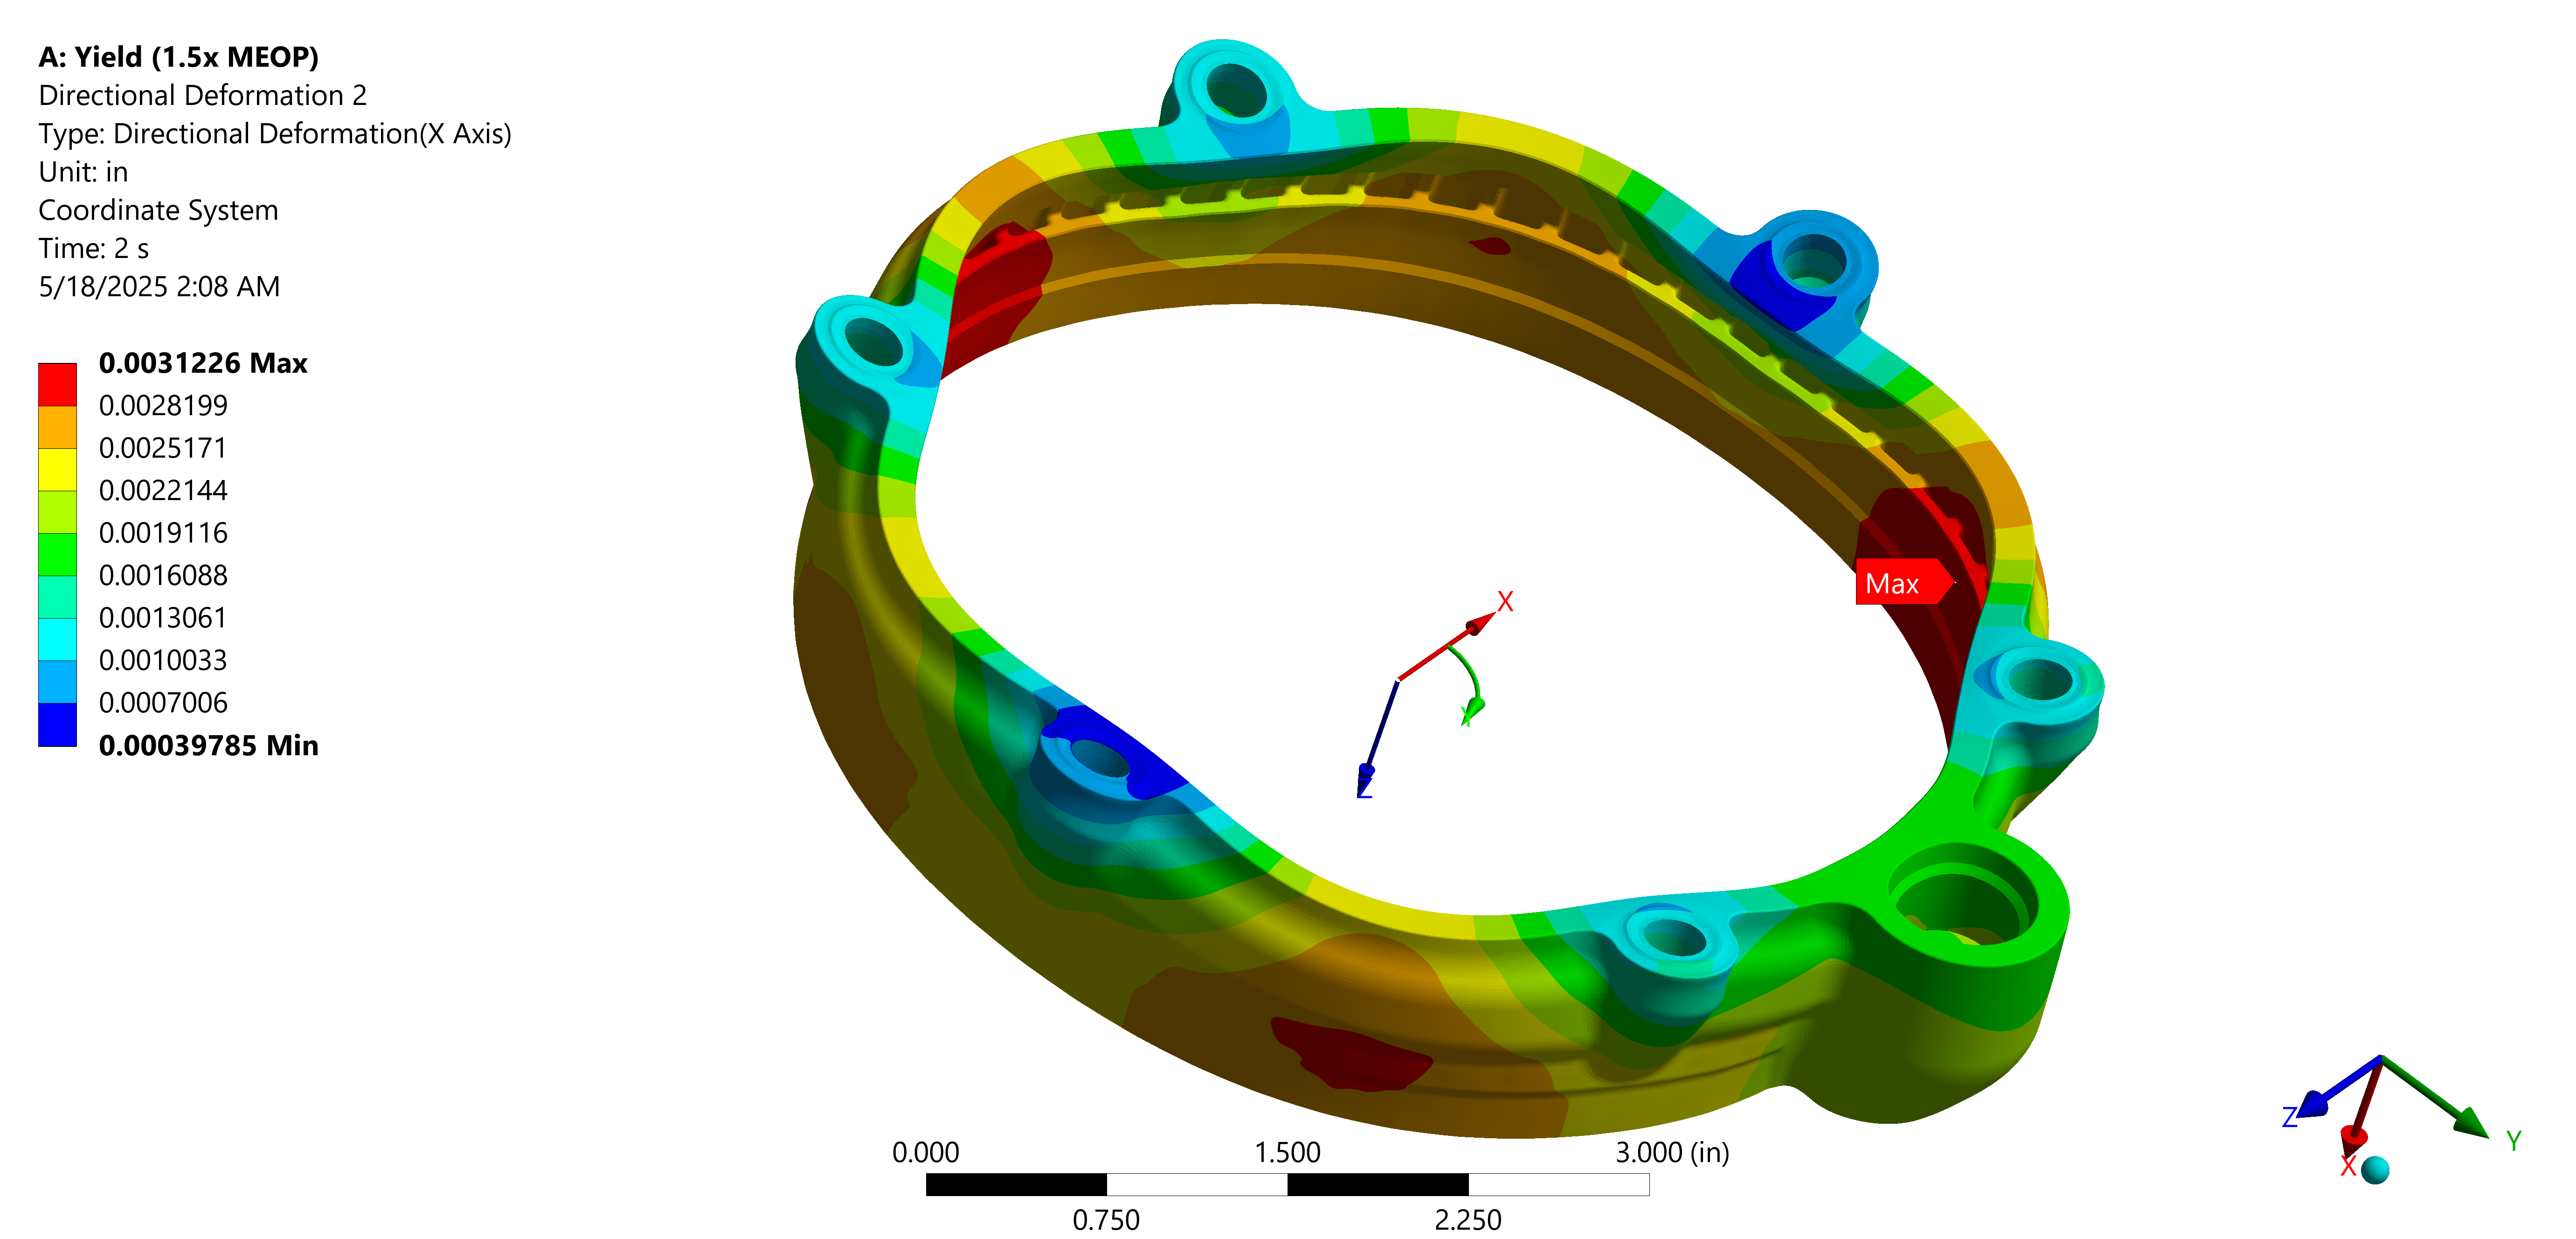 A: Yield (1.5x MEOP)
Directional Deformation 2
Type: Directional Deformation(X Axis)
Unit: in
Coordinate System
Time: 2 s
5/18/2025 2:08 AM
0.0031226 Max
0.0028199
0.0025171
0.0022144
0.0019116
0.0016088
0.0013061
0.0010033
0.0007006
0.00039785 Min
X
Max
Y
Z
0.000
1.500
3.000 (in)
0.750
2.250
Z
Y
X